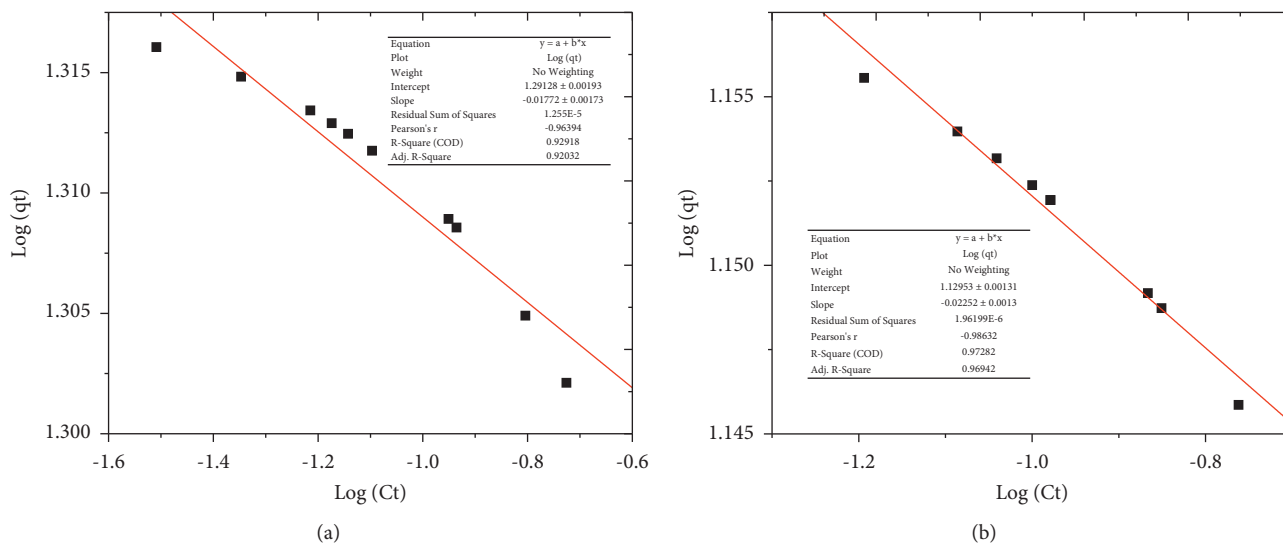 1.315
1.310
1.305
1.300
Log (qt)
-1.6 -1.4 -1.2 -1.0 -0.8 -0.6
Log (Ct)
Equation y = a + b*x
Plot Log (qt)
Weight No Weighting
Intercept 1.29128 ± 0.00193
Slope -0.01772 ± 0.00173
Residual Sum of Squares 1.255E-5
Pearson's r -0.96394
R-Square (COD) 0.92918
Adj. R-Square 0.92032
(a)
1.155
1.150
1.145
Log (qt)
-1.2 -1.0 -0.8
Log (Ct)
Equation y = a + b*x
Plot Log (qt)
Weight No Weighting
Intercept 1.12953 ± 0.00131
Slope -0.02252 ± 0.0013
Residual Sum of Squares 1.96199E-6
Pearson's r -0.98632
R-Square (COD) 0.97282
Adj. R-Square 0.96942
(b)